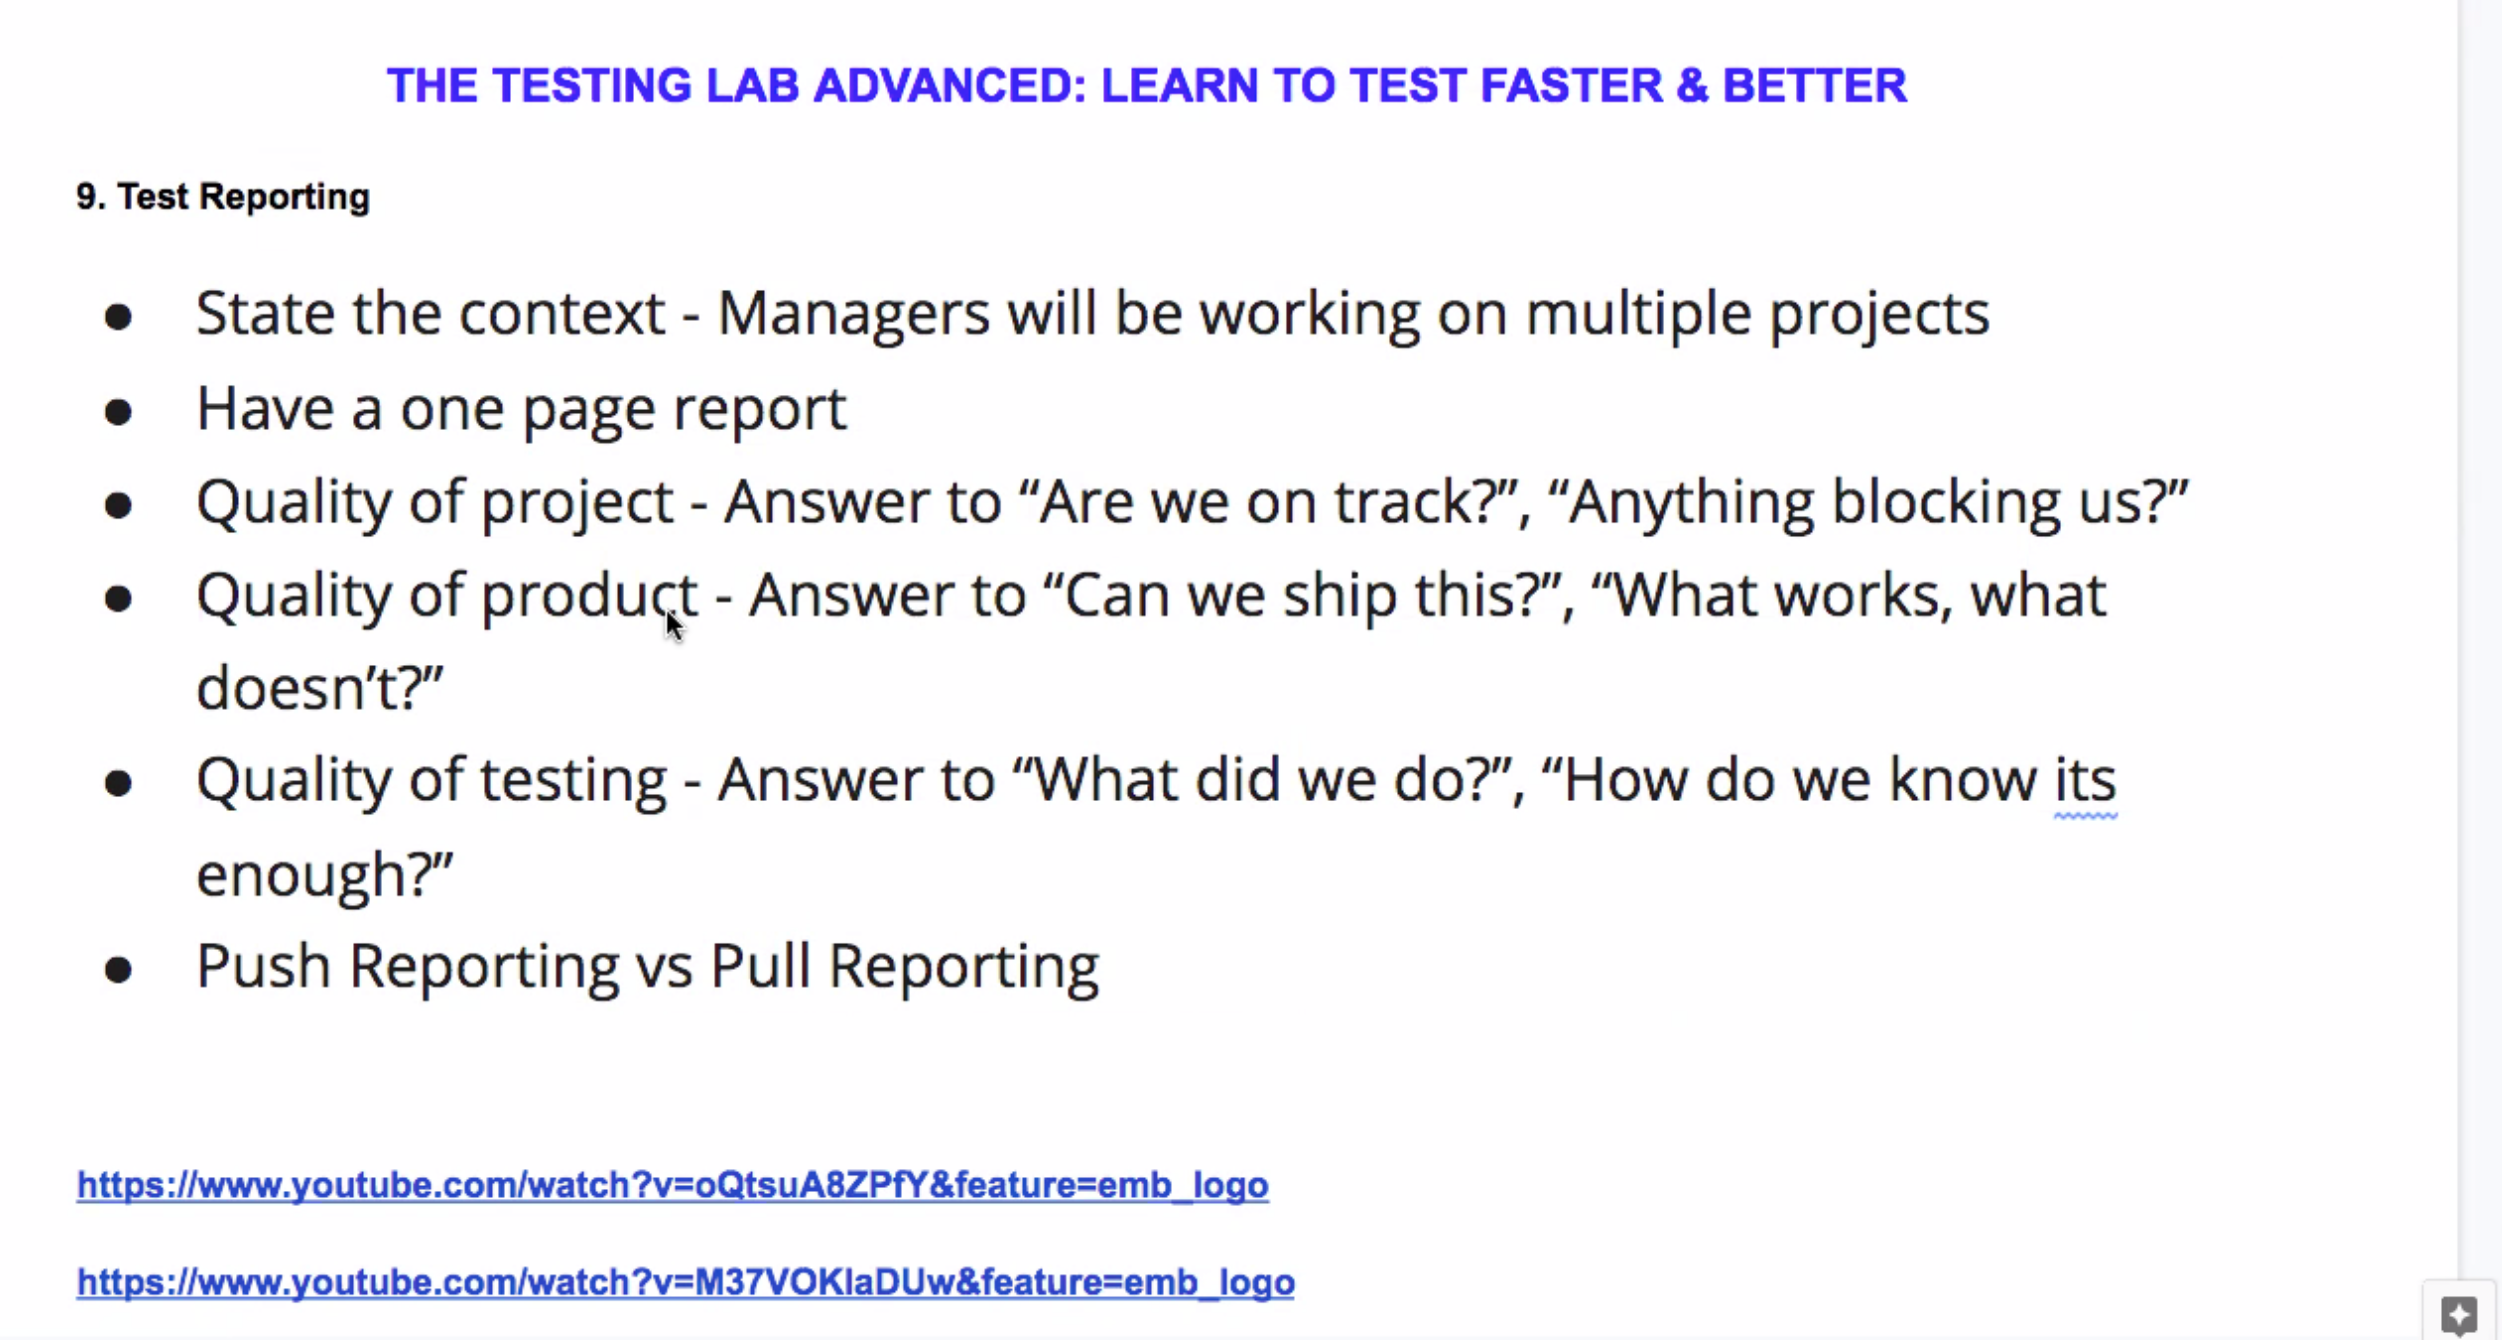 THE TESTING LAB ADVANCED: LEARN TO TEST FASTER & BETTER
9. Test Reporting
● State the context - Managers will be working on multiple projects
● Have a one page report
● Quality of project - Answer to “Are we on track?”, “Anything blocking us?”
● Quality of product - Answer to “Can we ship this?”, “What works, what
doesn’t?”
● Quality of testing - Answer to “What did we do?”, “How do we know its
enough?”
● Push Reporting vs Pull Reporting
https://www.youtube.com/watch?v=oQtsuA8ZPfY&feature=emb_logo
https://www.youtube.com/watch?v=M37VOKlaDUw&feature=emb_logo